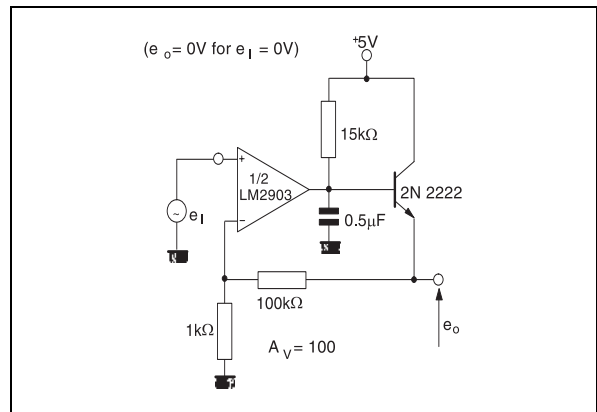 (e o = 0V for e I = 0V)
+5V
15kΩ
+
1/2
LM2903
2N 2222
~
e I
0.5µF
−
100kΩ
1kΩ
e o
A V = 100